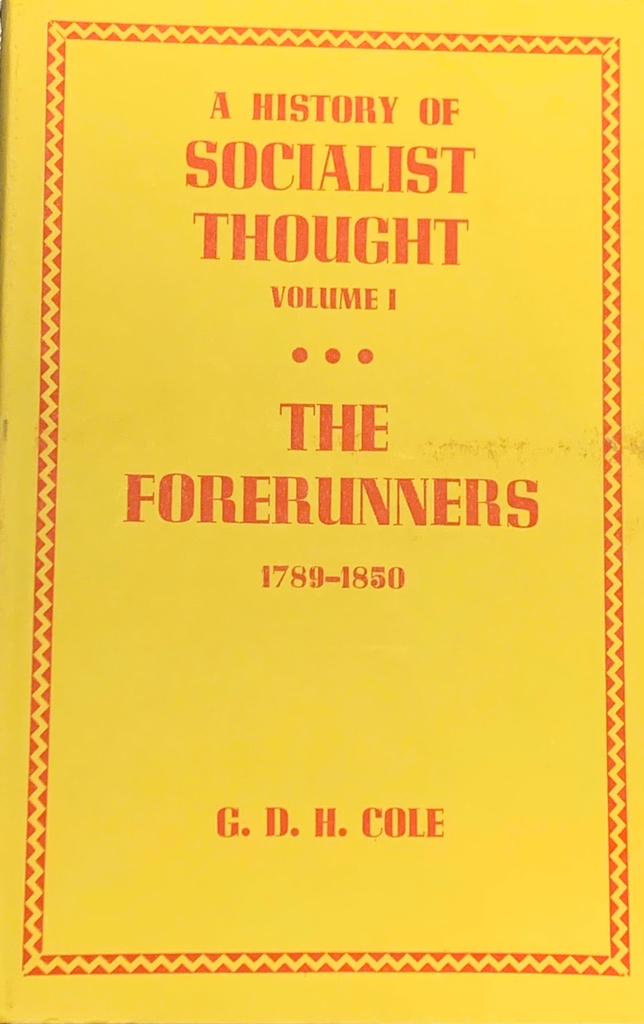 A HISTORY OF
SOCIALIST
THOUGHT
VOLUME I
THE
FORERUNNERS
1789–1850
G. D. H. COLE